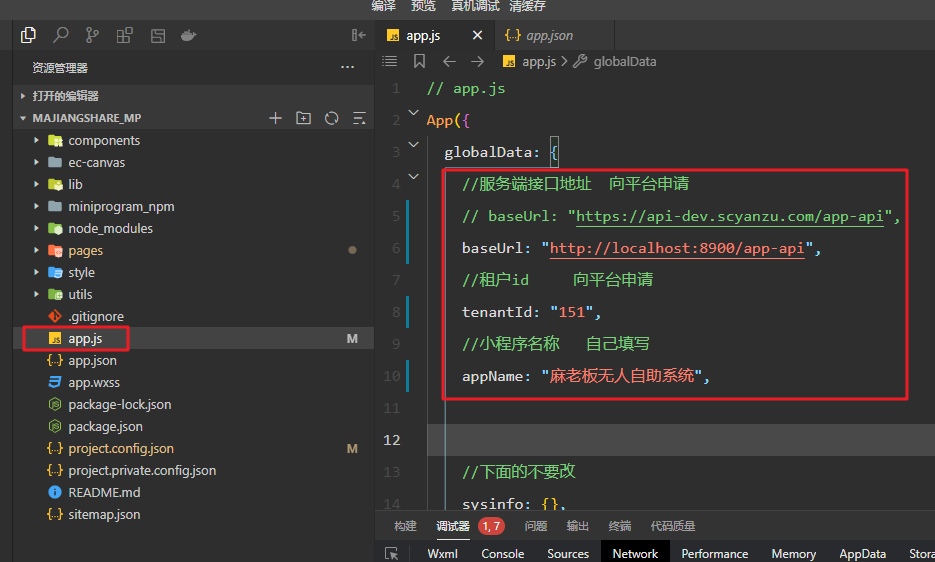 编译 预览 真机调试 清缓存
资源管理器
打开的编辑器
MAJIANGSHARE_MP
components
ec-canvas
lib
miniprogram_npm
node_modules
pages
style
utils
.gitignore
app.js M
app.json
app.wxss
package-lock.json
package.json
project.config.json M
project.private.config.json
README.md
sitemap.json
app.js app.json
app.js globalData
1 // app.js
2 App({
3 globalData: {
4 //服务端接口地址 向平台申请
5 // baseUrl: "https://api-dev.scyanzu.com/app-api",
6 baseUrl: "http://localhost:8900/app-api",
7 //租户id 向平台申请
8 tenantId: "151",
9 //小程序名称 自己填写
10 appName: "麻老板无人自助系统",
11
12
13 //下面的不要改
14 sysinfo: {},
构建 调试器 1, 7 问题 输出 终端 代码质量
Wxml Console Sources Network Performance Memory AppData Stora